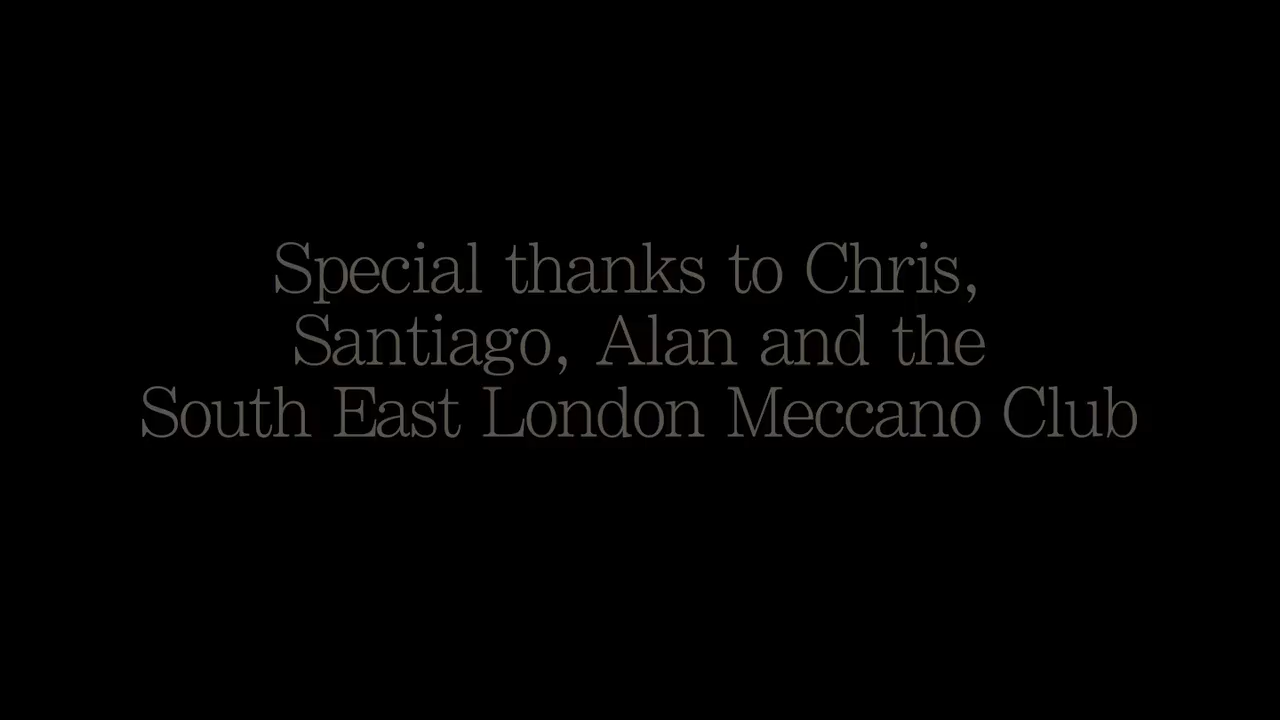 Special thanks to Chris,
Santiago, Alan and the
South East London Meccano Club